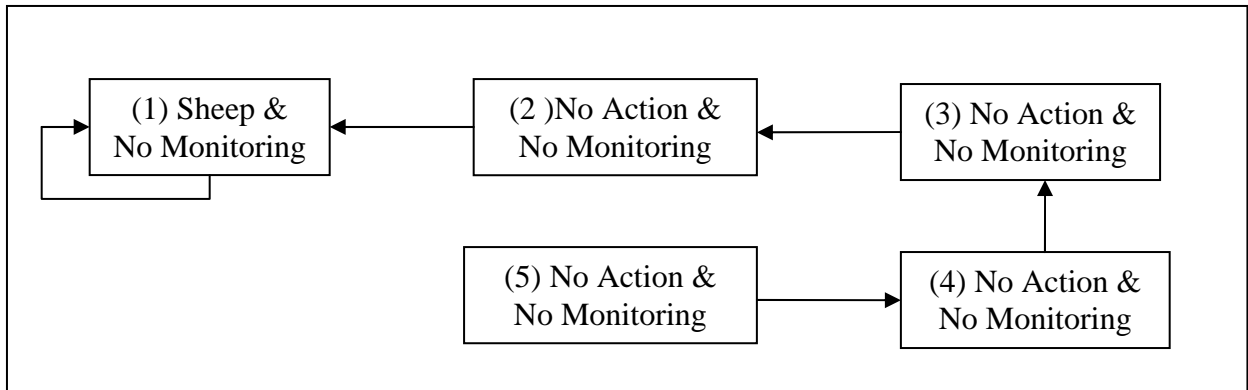 (1) Sheep &
No Monitoring
(2 )No Action &
No Monitoring
(3) No Action &
No Monitoring
(5) No Action &
No Monitoring
(4) No Action &
No Monitoring